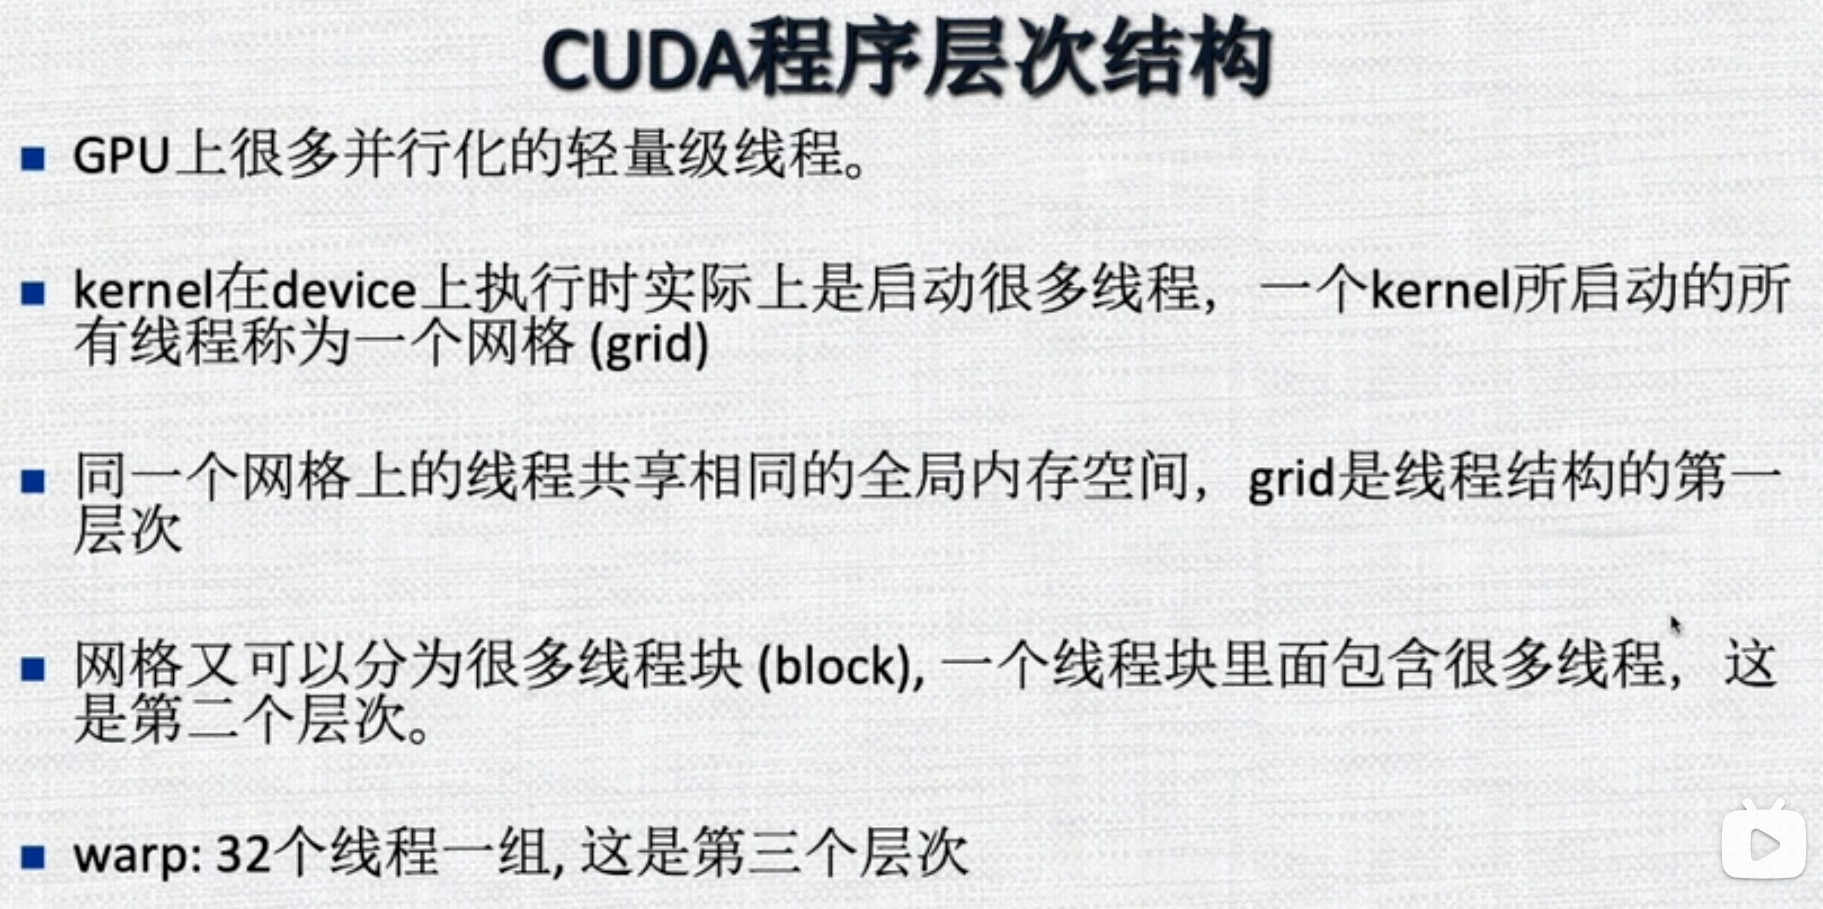 CUDA程序层次结构
GPU上很多并行化的轻量级线程。
kernel在device上执行时实际上是启动很多线程，一个kernel所启动的所
有线程称为一个网格 (grid)
同一个网格上的线程共享相同的全局内存空间，grid是线程结构的第一
层次
网格又可以分为很多线程块 (block), 一个线程块里面包含很多线程，这
是第二个层次。
warp: 32个线程一组, 这是第三个层次